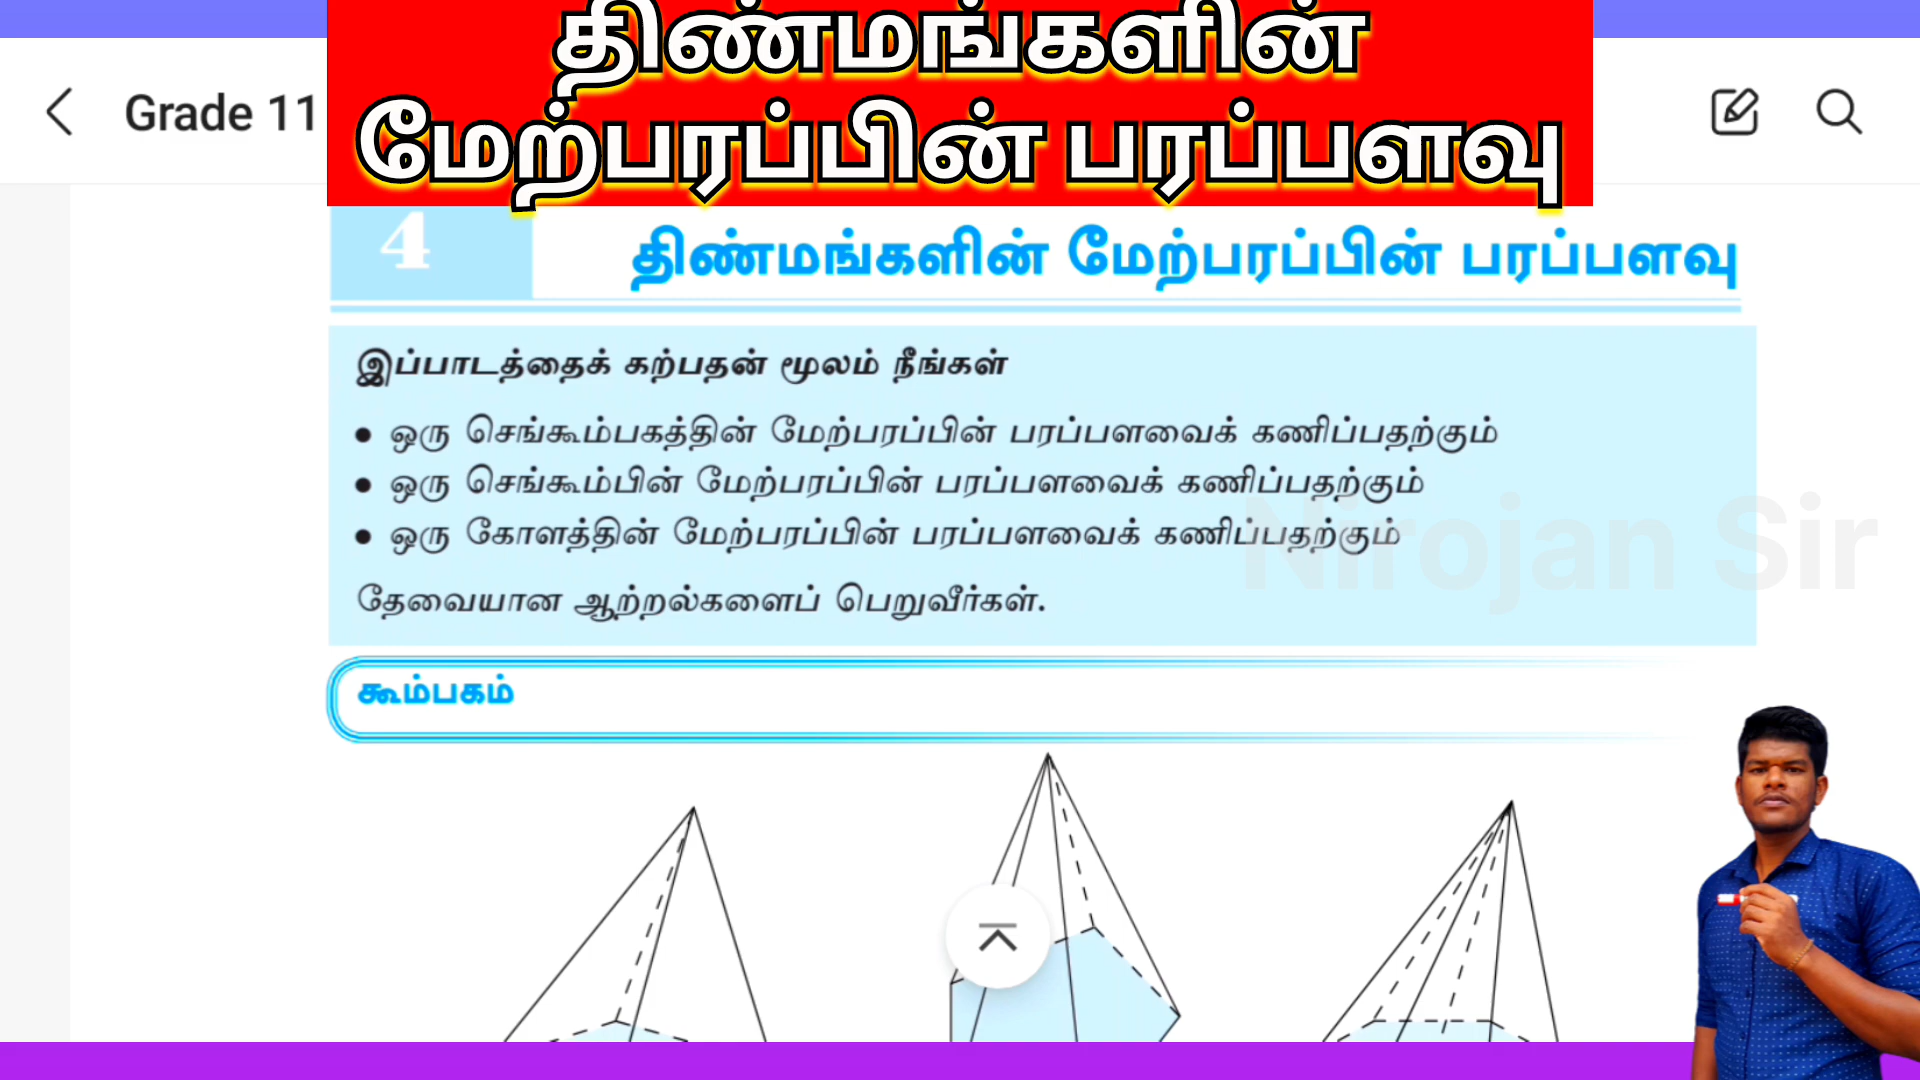 திண்மங்களின்
மேற்பரப்பின் பரப்பளவு
Grade 11
4
திண்மங்களின் மேற்பரப்பின் பரப்பளவு
இப்பாடத்தைக் கற்பதன் மூலம் நீங்கள்
• ஒரு செங்கூம்பகத்தின் மேற்பரப்பின் பரப்பளவைக் கணிப்பதற்கும்
• ஒரு செங்கூம்பின் மேற்பரப்பின் பரப்பளவைக் கணிப்பதற்கும்
• ஒரு கோளத்தின் மேற்பரப்பின் பரப்பளவைக் கணிப்பதற்கும்
Nirojan Sir
தேவையான ஆற்றல்களைப் பெறுவீர்கள்.
கூம்பகம்